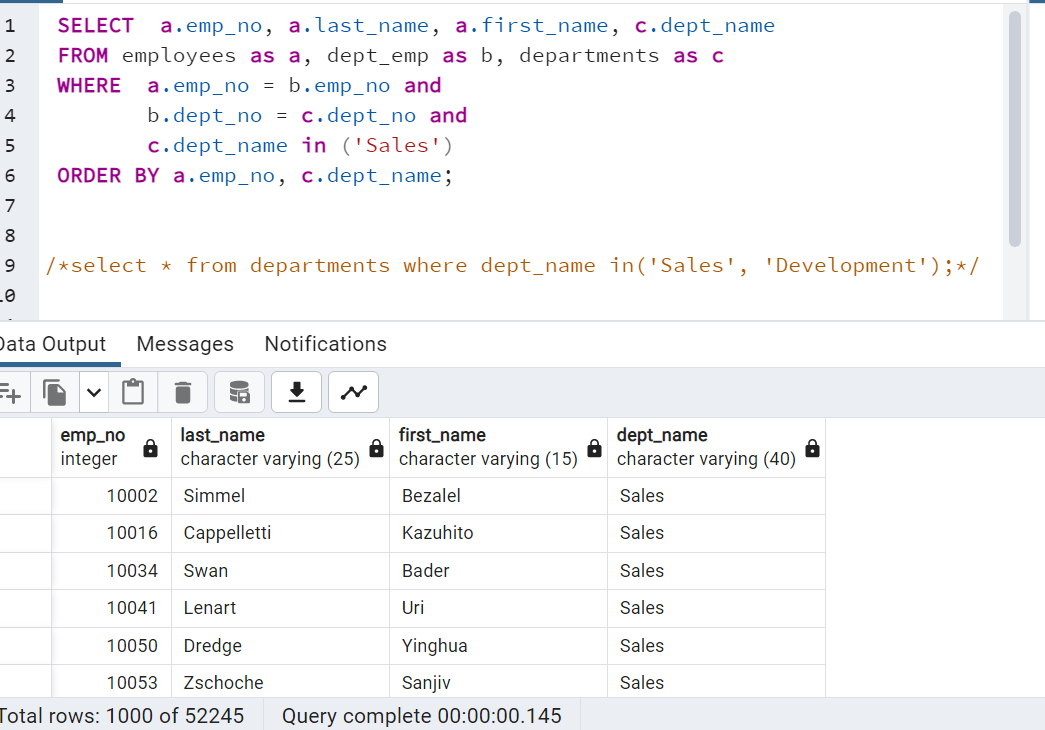 1 SELECT a.emp_no, a.last_name, a.first_name, c.dept_name
2 FROM employees as a, dept_emp as b, departments as c
3 WHERE a.emp_no = b.emp_no and
4 b.dept_no = c.dept_no and
5 c.dept_name in ('Sales')
6 ORDER BY a.emp_no, c.dept_name;
7
8
9 /*select * from departments where dept_name in('Sales', 'Development');*/
10
Data Output Messages Notifications
emp_no last_name first_name dept_name
integer character varying (25) character varying (15) character varying (40)
10002 Simmel Bezalel Sales
10016 Cappelletti Kazuhito Sales
10034 Swan Bader Sales
10041 Lenart Uri Sales
10050 Dredge Yinghua Sales
10053 Zschoche Sanjiv Sales
Total rows: 1000 of 52245 Query complete 00:00:00.145